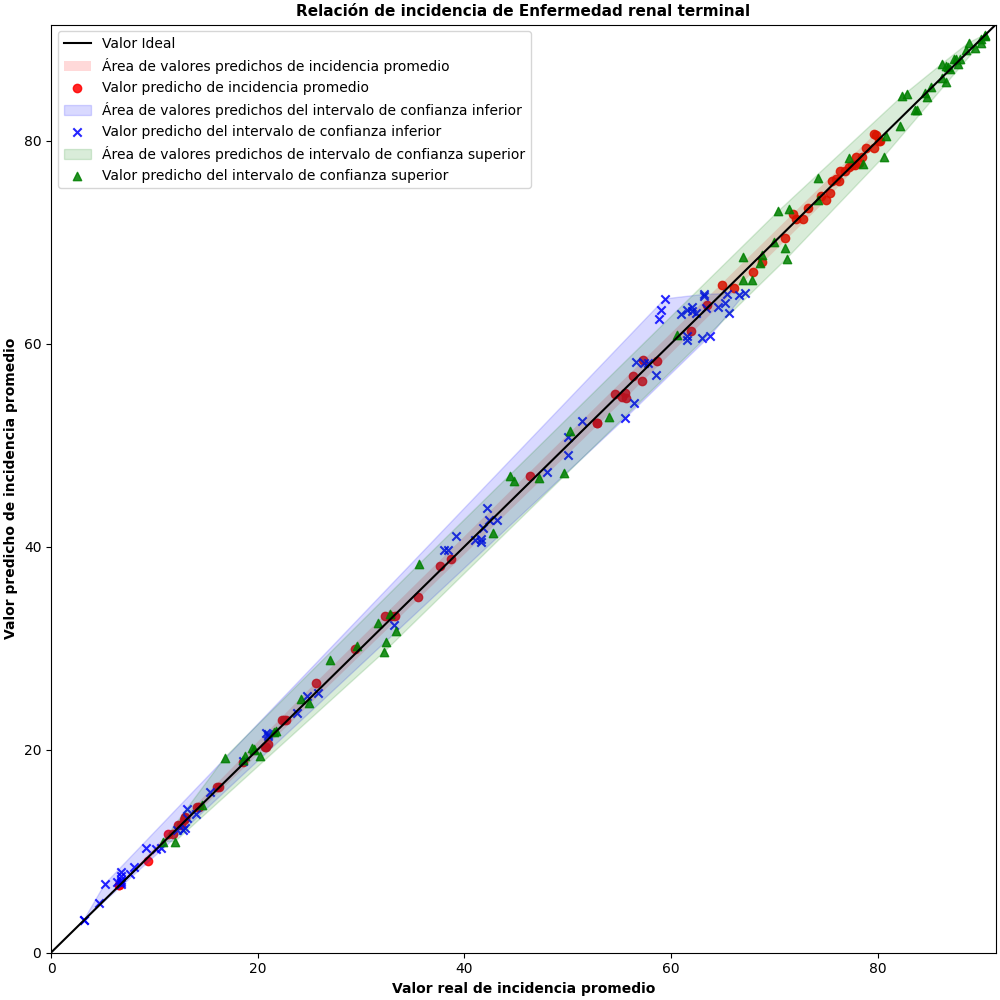 Relación de incidencia de Enfermedad renal terminal
Valor Ideal
Área de valores predichos de incidencia promedio
Valor predicho de incidencia promedio
Área de valores predichos del intervalo de confianza inferior
Valor predicho del intervalo de confianza inferior
Área de valores predichos de intervalo de confianza superior
Valor predicho del intervalo de confianza superior
Valor predicho de incidencia promedio
80
60
40
20
0
0 20 40 60 80
Valor real de incidencia promedio